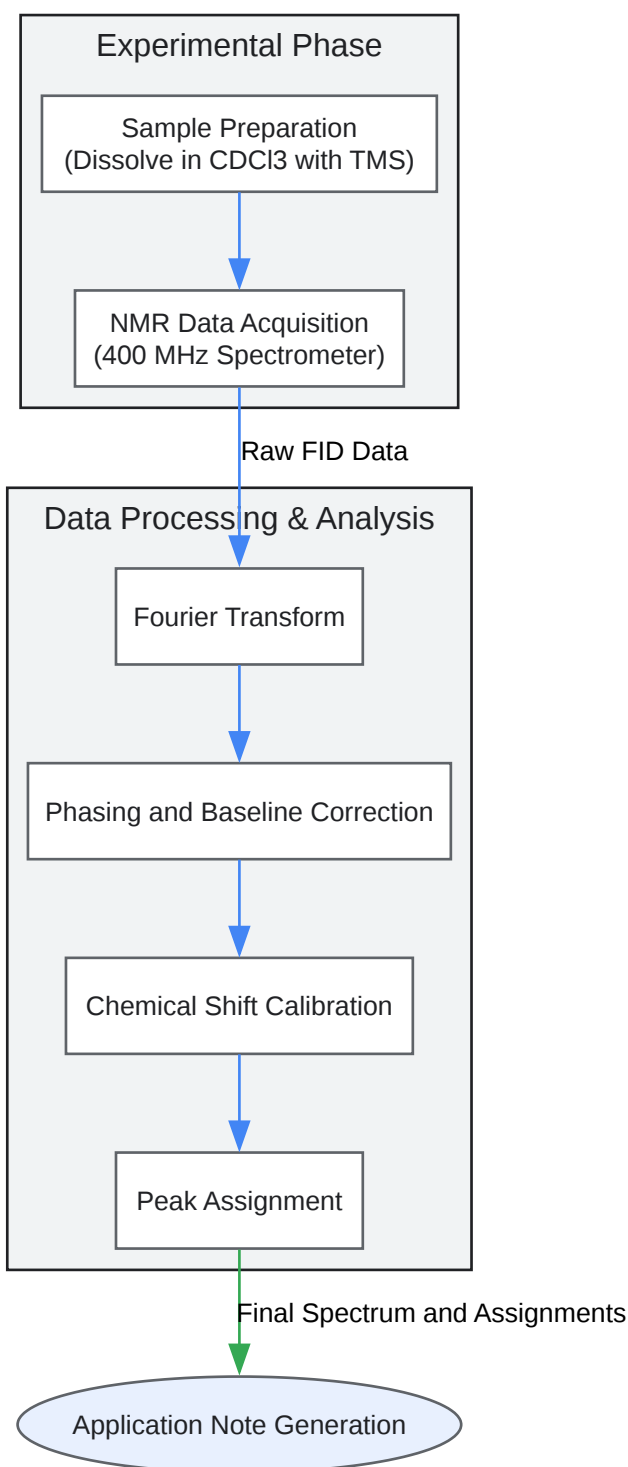 Experimental Phase
Sample Preparation
(Dissolve in CDCl3 with TMS)
NMR Data Acquisition
(400 MHz Spectrometer)
Raw FID Data
Data Processing & Analysis
Fourier Transform
Phasing and Baseline Correction
Chemical Shift Calibration
Peak Assignment
Final Spectrum and Assignments
Application Note Generation